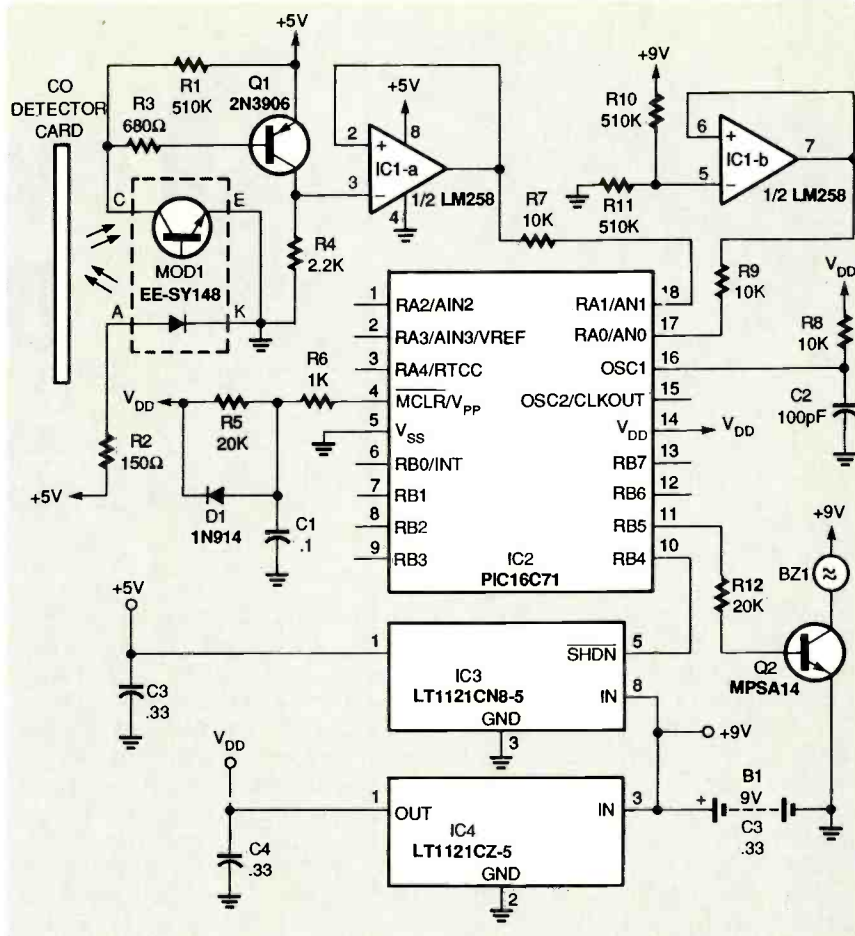 +5V
CO
DETECTOR
CARD
R1
510K
R3
680Ω
Q1
2N3906
C
E
MOD1
EE-SY148
A
K
R4
2.2K
R2
150Ω
+5V
+5V
2
+
8
IC1-a
3
−
4
1/2 LM258
R7
10K
+9V
R10
510K
R11
510K
6
+
7
IC1-b
5
−
1/2 LM258
R9
10K
VDD
R8
10K
C2
100pF
VDD
R5
20K
R6
1K
D1
1N914
C1
.1
1 RA2/AIN2
2 RA3/AIN3/VREF
3 RA4/RTCC
4 MCLR/VPP
5 VSS
6 RB0/INT
7 RB1
8 RB2
9 RB3
RA1/AN1 18
RA0/AN0 17
OSC1 16
OSC2/CLKOUT 15
VDD 14 VDD
RB7 13
RB6 12
RB5 11
RB4 10
IC2
PIC16C71
+9V
BZ1
R12
20K
Q2
MPSA14
+5V
C3
.33
1
IC3
LT1121CN8-5
SHDN 5
IN 8
GND
3
+9V
VDD
C4
.33
1 OUT
IC4
LT1121CZ-5
IN 3
GND
2
B1
9V
+
C3
.33